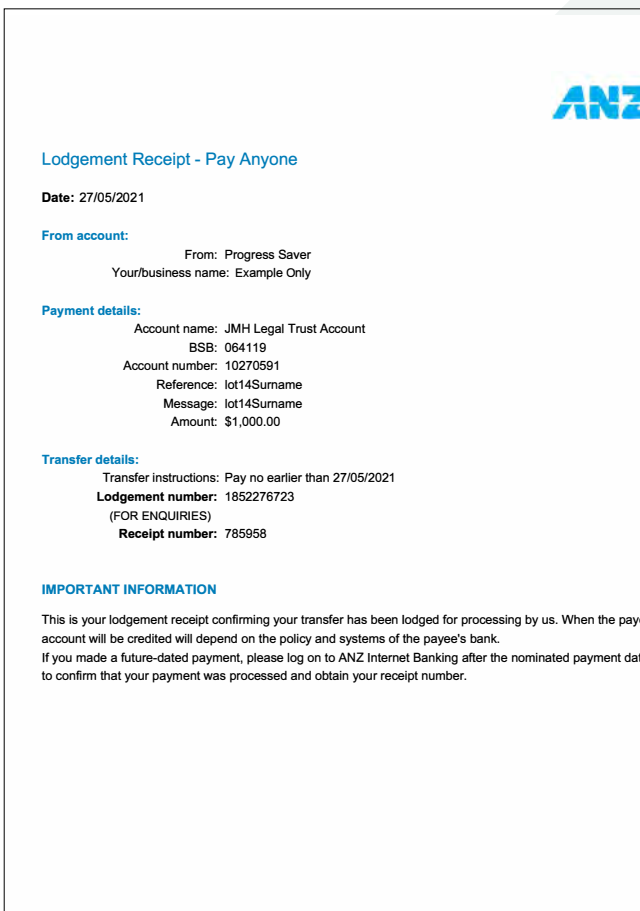 ANZ
Lodgement Receipt - Pay Anyone
Date: 27/05/2021
From account:
From: Progress Saver
Your/business name: Example Only
Payment details:
Account name: JMH Legal Trust Account
BSB: 064119
Account number: 10270591
Reference: lot14Surname
Message: lot14Surname
Amount: $1,000.00
Transfer details:
Transfer instructions: Pay no earlier than 27/05/2021
Lodgement number: 1852276723
(FOR ENQUIRIES)
Receipt number: 785958
IMPORTANT INFORMATION
This is your lodgement receipt confirming your transfer has been lodged for processing by us. When the
account will be credited will depend on the policy and systems of the payee's bank.
If you made a future-dated payment, please log on to ANZ Internet Banking after the nominated payment
to confirm that your payment was processed and obtain your receipt number.